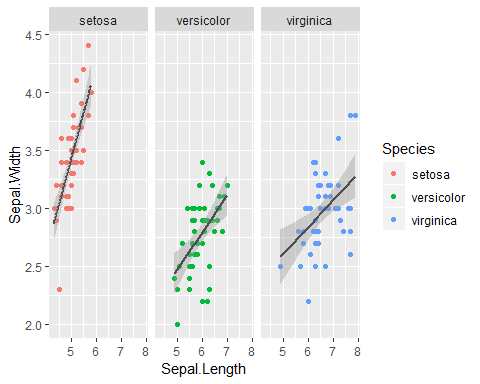 setosa versicolor virginica
4.5
4.0
3.5
3.0
2.5
2.0
Sepal.Width
5 6 7 8 5 6 7 8 5 6 7 8
Sepal.Length
Species
setosa
versicolor
virginica